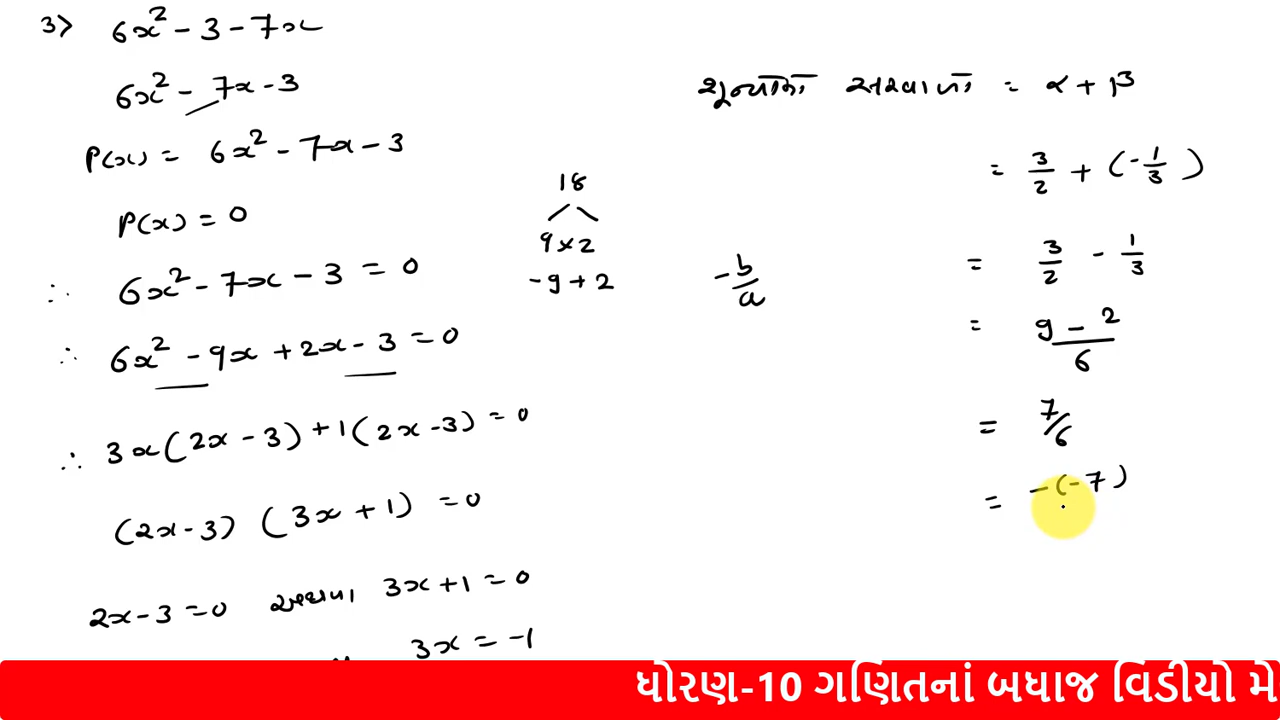 3> 6x² - 3 - 7x
6x² - 7x - 3
P(x) = 6x² - 7x - 3
P(x) = 0
∴ 6x² - 7x - 3 = 0
∴ 6x² - 9x + 2x - 3 = 0
∴ 3x(2x - 3) + 1(2x - 3) = 0
(2x - 3) (3x + 1) = 0
2x - 3 = 0 અથવા 3x + 1 = 0
3x = -1
18
9 × 2
- 9 + 2
-b/a
શૂન્યોનો સરવાળો = α + β
= 3/2 + (-1/3)
= 3/2 - 1/3
= 9 - 2/6
= 7/6
= -(-7)
ધોરણ-10 ગણિતનાં બધાજ વિડીયો મે